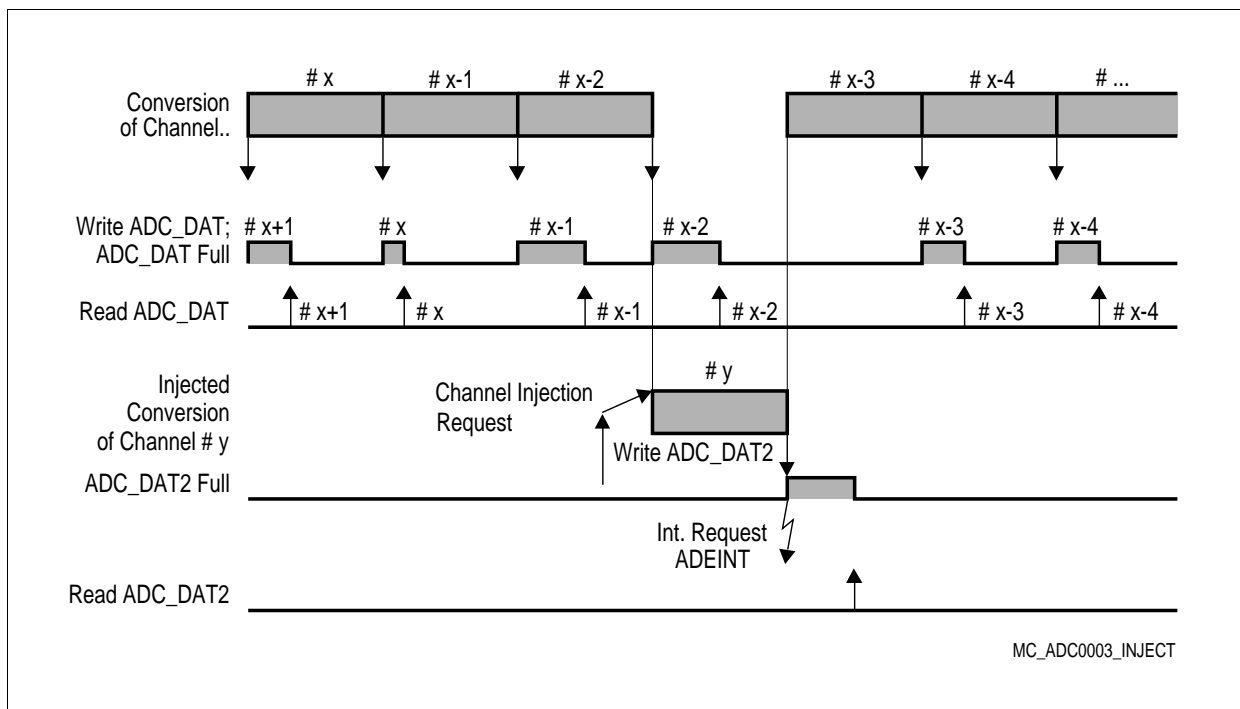 # x # x-1 # x-2 # x-3 # x-4 # ...
Conversion
of Channel..
Write ADC_DAT;
ADC_DAT Full
# x+1 # x # x-1 # x-2 # x-3 # x-4
Read ADC_DAT
# x+1 # x # x-1 # x-2 # x-3 # x-4
Injected
Conversion
of Channel # y
Channel Injection
Request
# y
Write ADC_DAT2
ADC_DAT2 Full
Int. Request
ADEINT
Read ADC_DAT2
MC_ADC0003_INJECT